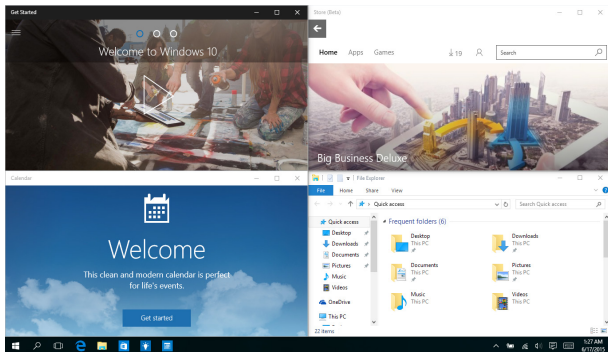 Get Started
Welcome to Windows 10
Store (Beta)
Home Apps Games
19
Search
Big Business Deluxe
Calendar
Welcome
This clean and modern calendar is perfect
for life's events.
Get started
File Explorer
File Home Share View
Quick access
Search Quick access
Quick access
Desktop
Downloads
Documents
Pictures
Music
Videos
OneDrive
This PC
Frequent folders (6)
Desktop
This PC
Downloads
This PC
Documents
This PC
Pictures
This PC
Music
This PC
Videos
This PC
22 items
1:27 AM
6/17/2015